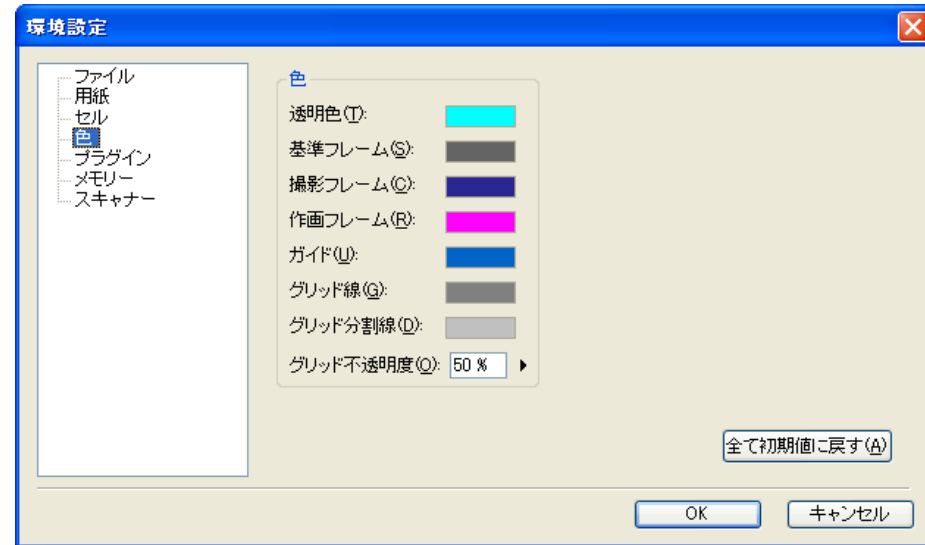 環境設定
ファイル
用紙
セル
色
プラグイン
メモリー
スキャナー
色
透明色(T):
基準フレーム(S):
撮影フレーム(C):
作画フレーム(R):
ガイド(U):
グリッド線(G):
グリッド分割線(D):
グリッド不透明度(O): 50 %
全て初期値に戻す(A)
OK キャンセル